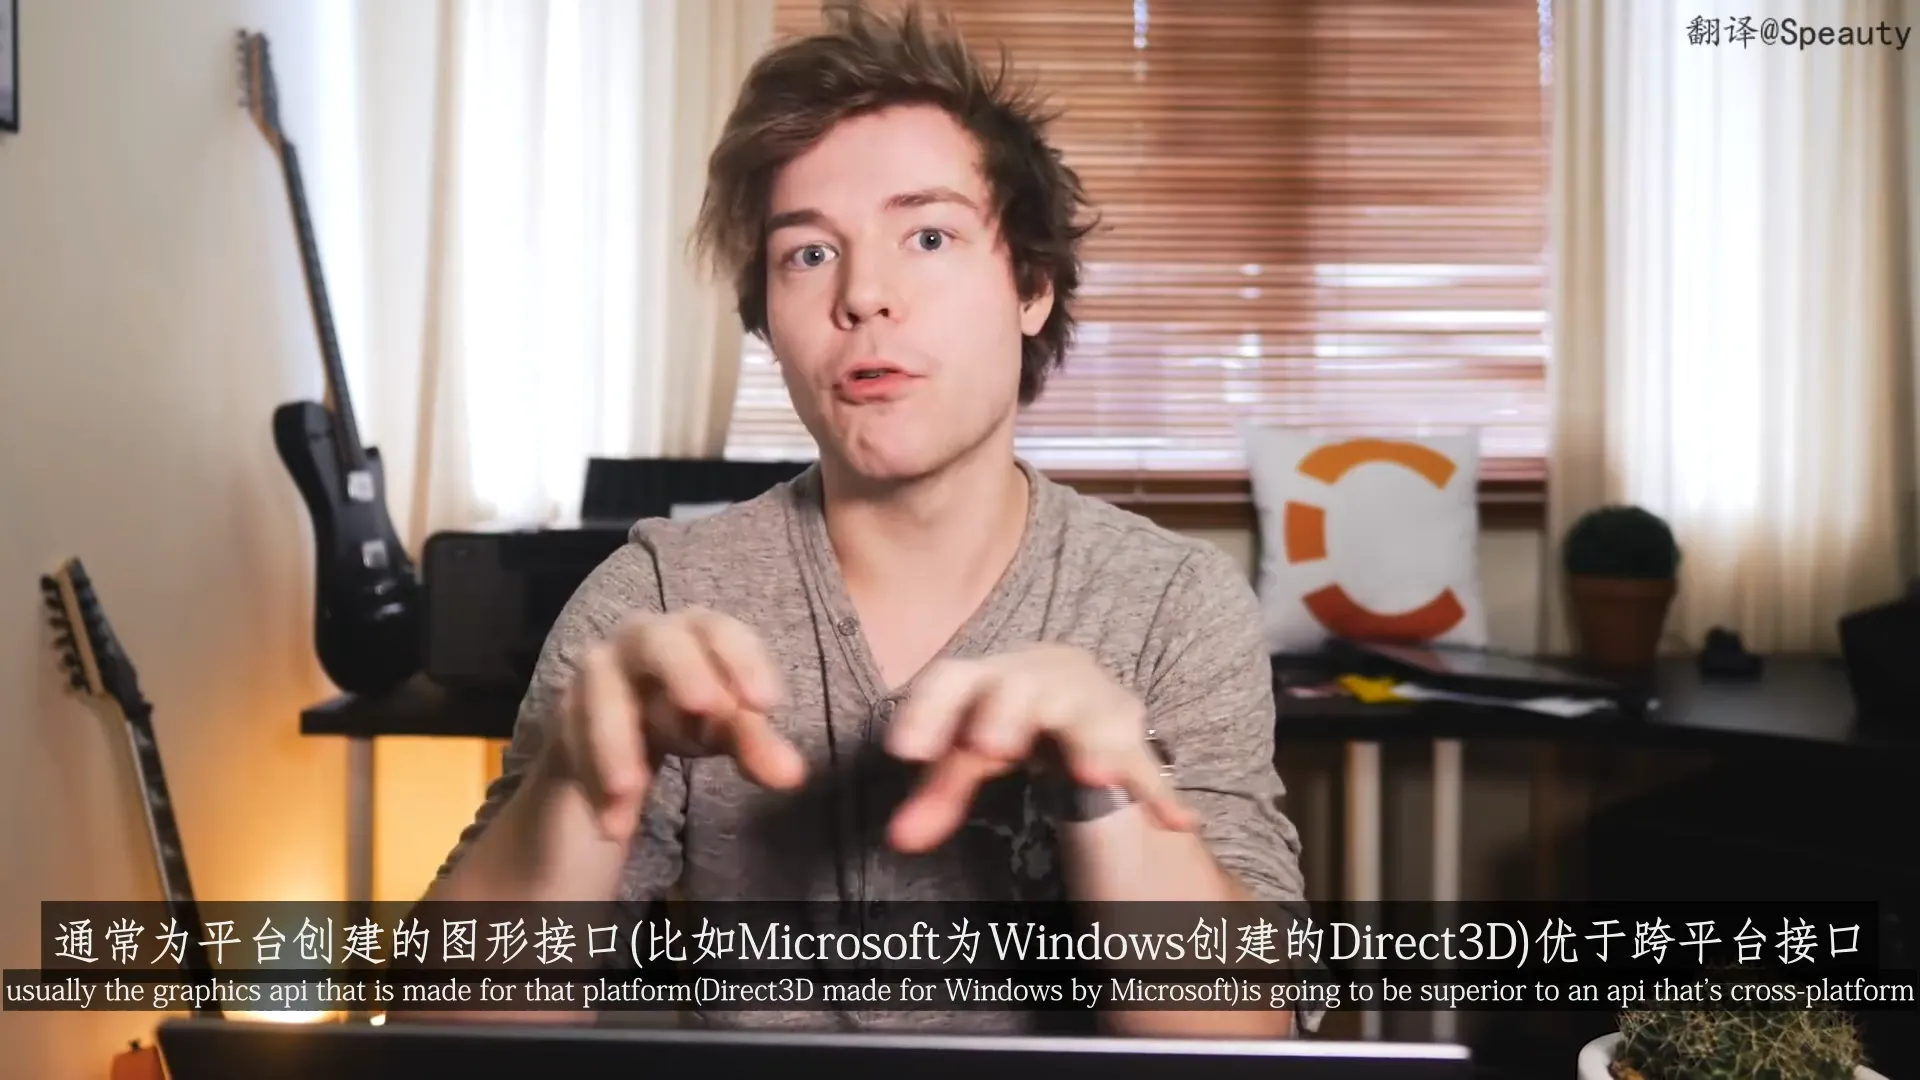 翻译@Speauty
通常为平台创建的图形接口(比如Microsoft为Windows创建的Direct3D)优于跨平台接口
usually the graphics api that is made for that platform(Direct3D made for Windows by Microsoft)is going to be superior to an api that's cross-platform